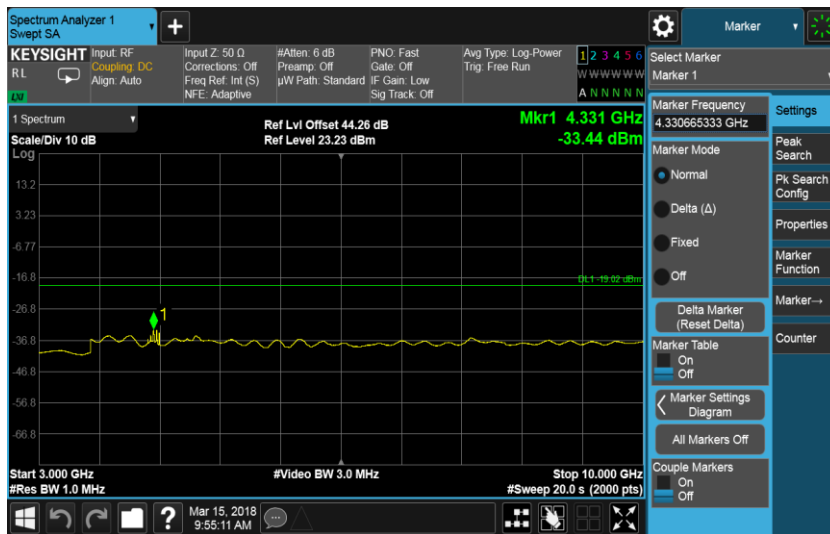 Spectrum Analyzer 1
Swept SA
+
Marker
KEYSIGHT
R L
LXI
Input: RF
Coupling: DC
Align: Auto
Input Z: 50 Ω
Corrections: Off
Freq Ref: Int (S)
NFE: Adaptive
#Atten: 6 dB
Preamp: Off
µW Path: Standard
PNO: Fast
Gate: Off
IF Gain: Low
Sig Track: Off
Avg Type: Log-Power
Trig: Free Run
1 2 3 4 5 6
W W W W W W
A N N N N N
1 Spectrum
Scale/Div 10 dB
Log
Ref Lvl Offset 44.26 dB
Ref Level 23.23 dBm
Mkr1 4.331 GHz
-33.44 dBm
13.2
3.23
-6.77
-16.8
-26.8
-36.8
-46.8
-56.8
-66.8
DL1 -19.02 dBm
1
Start 3.000 GHz
#Res BW 1.0 MHz
#Video BW 3.0 MHz
Stop 10.000 GHz
#Sweep 20.0 s (2000 pts)
Select Marker
Marker 1
Marker Frequency
4.330665333 GHz
Marker Mode
Normal
Delta (Δ)
Fixed
Off
Delta Marker
(Reset Delta)
Marker Table
On
Off
Marker Settings
Diagram
All Markers Off
Couple Markers
On
Off
Settings
Peak
Search
Pk Search
Config
Properties
Marker
Function
Marker→
Counter
?
Mar 15, 2018
9:55:11 AM